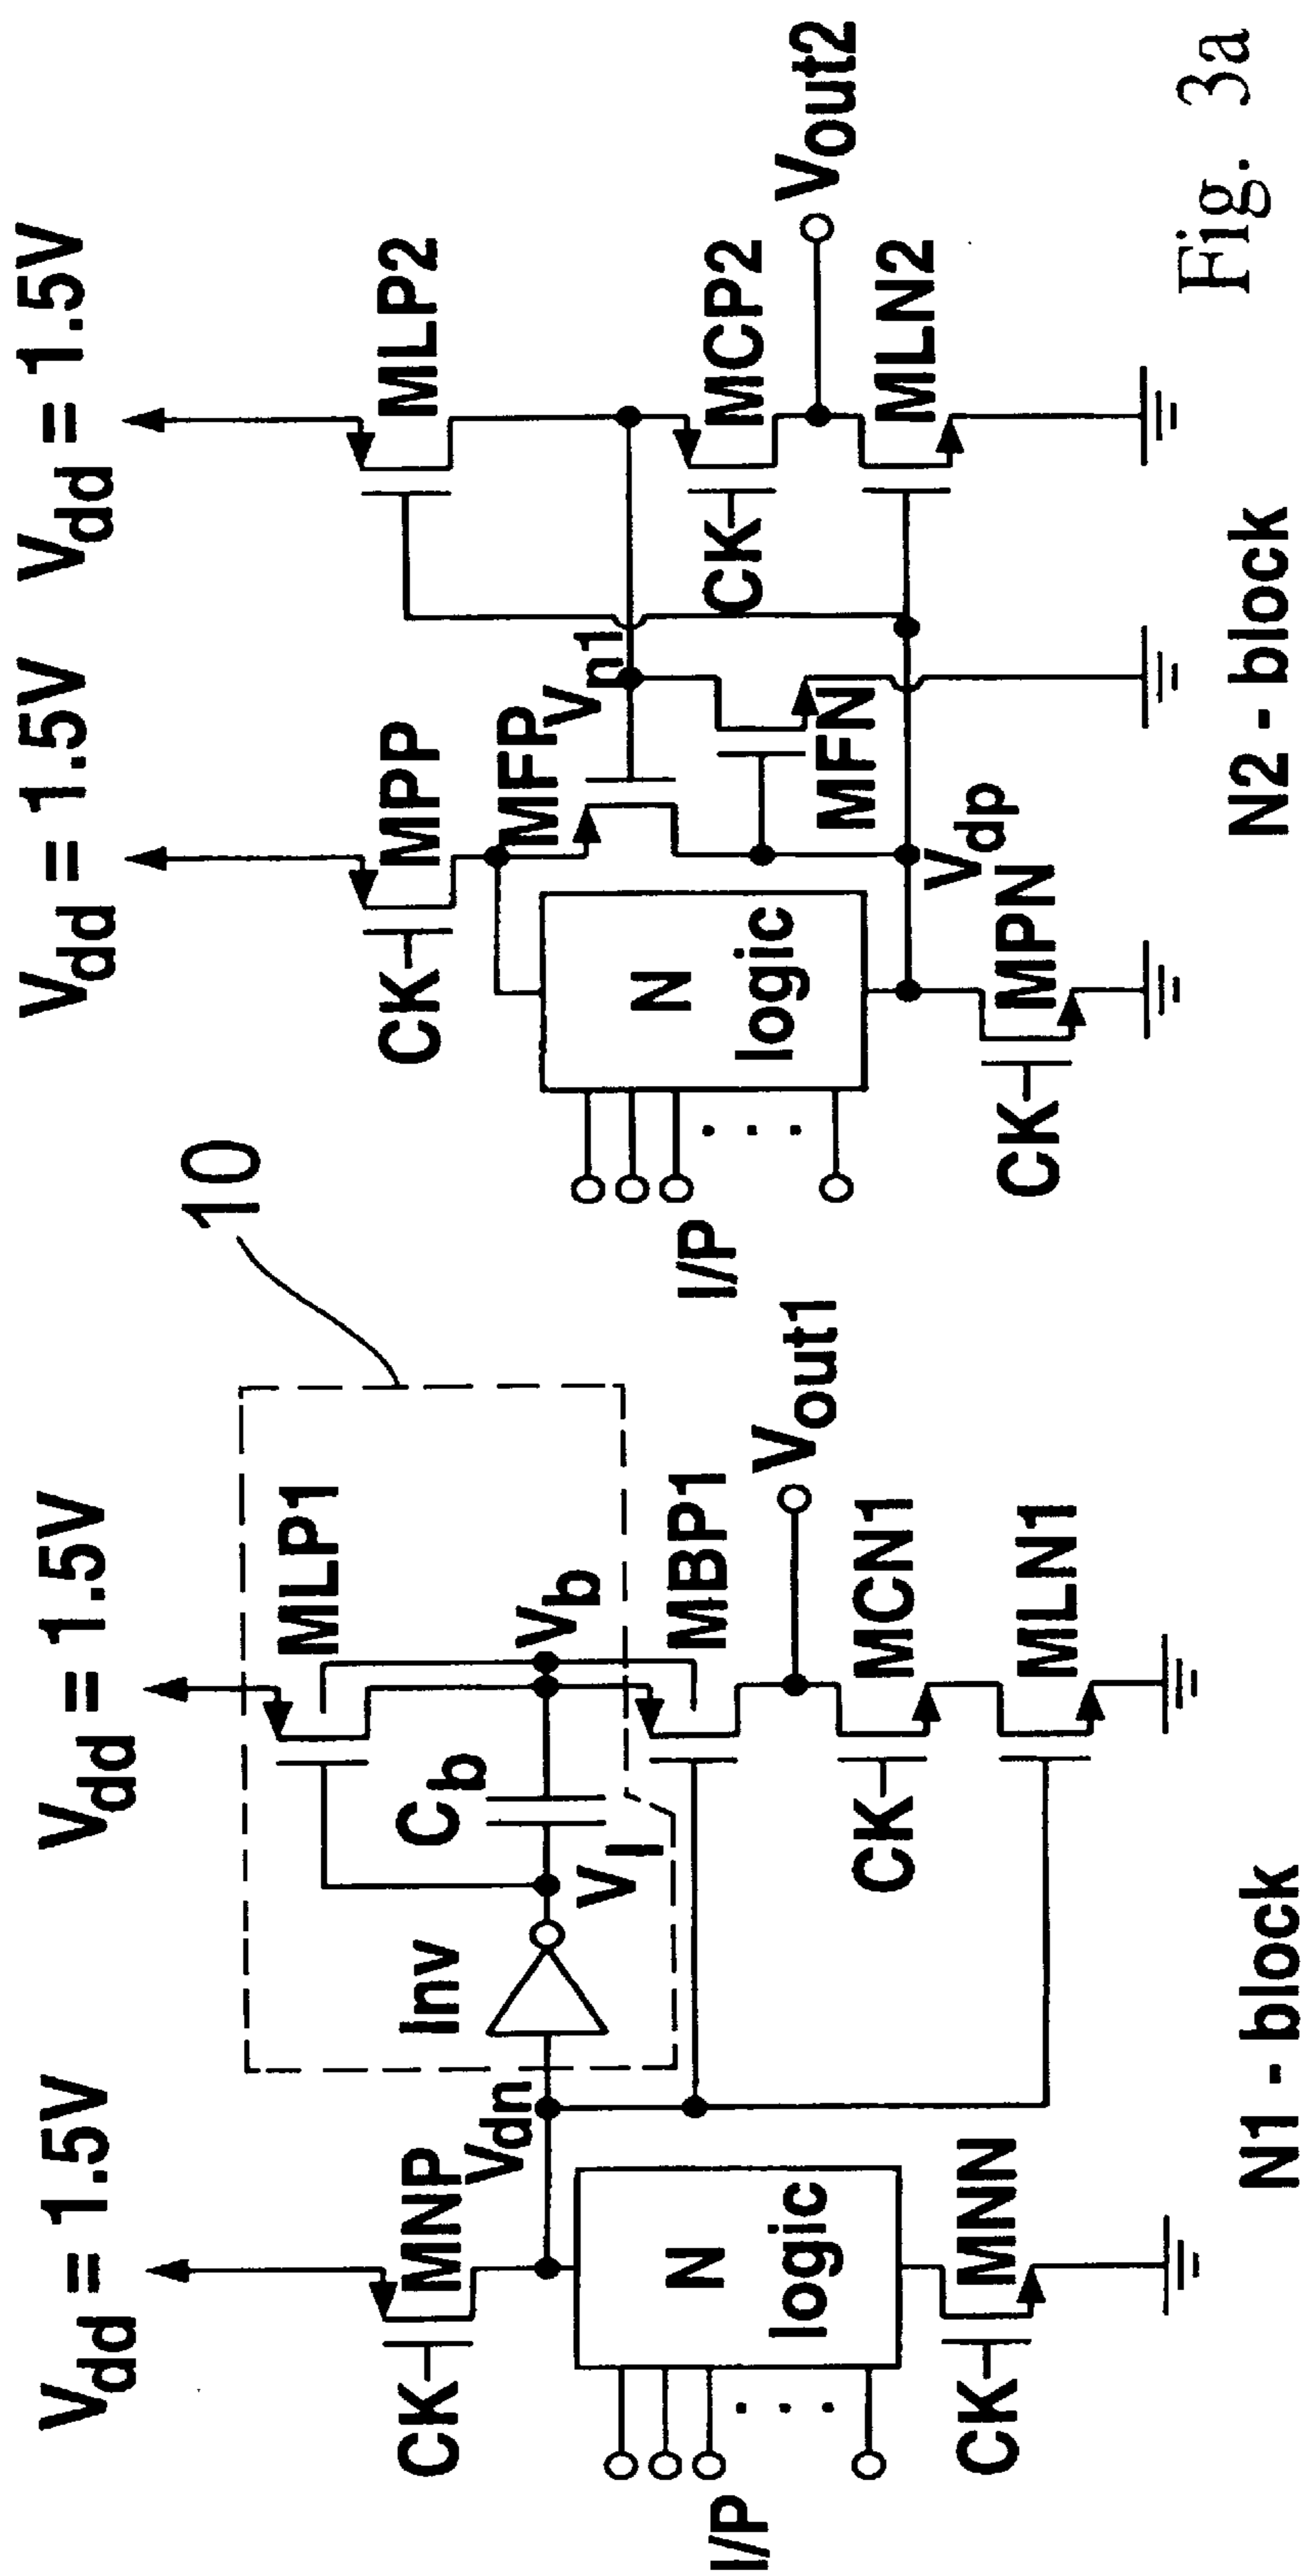 Vdd = 1.5V
Vdd = 1.5V
10
Vdd = 1.5V
Vdd = 1.5V
CK
MNP
Vdn
Inv
VI
Cb
MLP1
Vb
MBP1
Vout1
CK
MCN1
MLN1
I/P
N
logic
CK
MNN
N1 - block
CK
MPP
MFP
Vn1
MLP2
CK
MCP2
Vout2
MLN2
MFN
Vdp
I/P
N
logic
CK
MPN
N2 - block
Fig. 3a